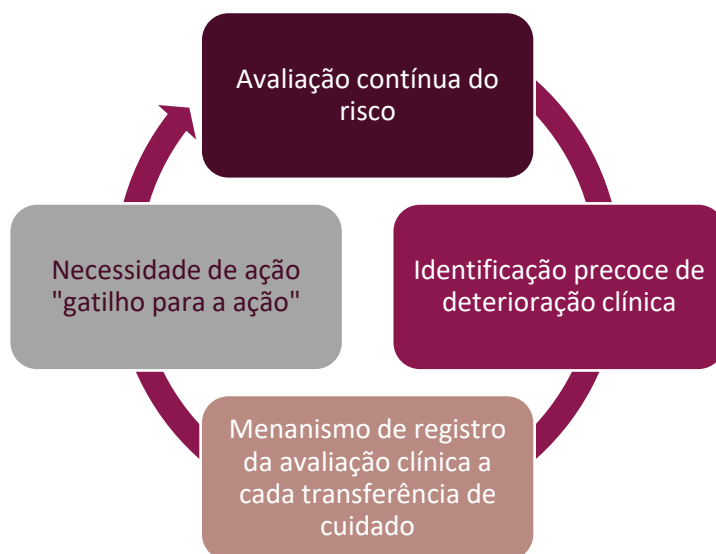 Avaliação contínua do
risco
Identificação precoce de
deterioração clínica
Menanismo de registro
da avaliação clínica a
cada transferência de
cuidado
Necessidade de ação
"gatilho para a ação"